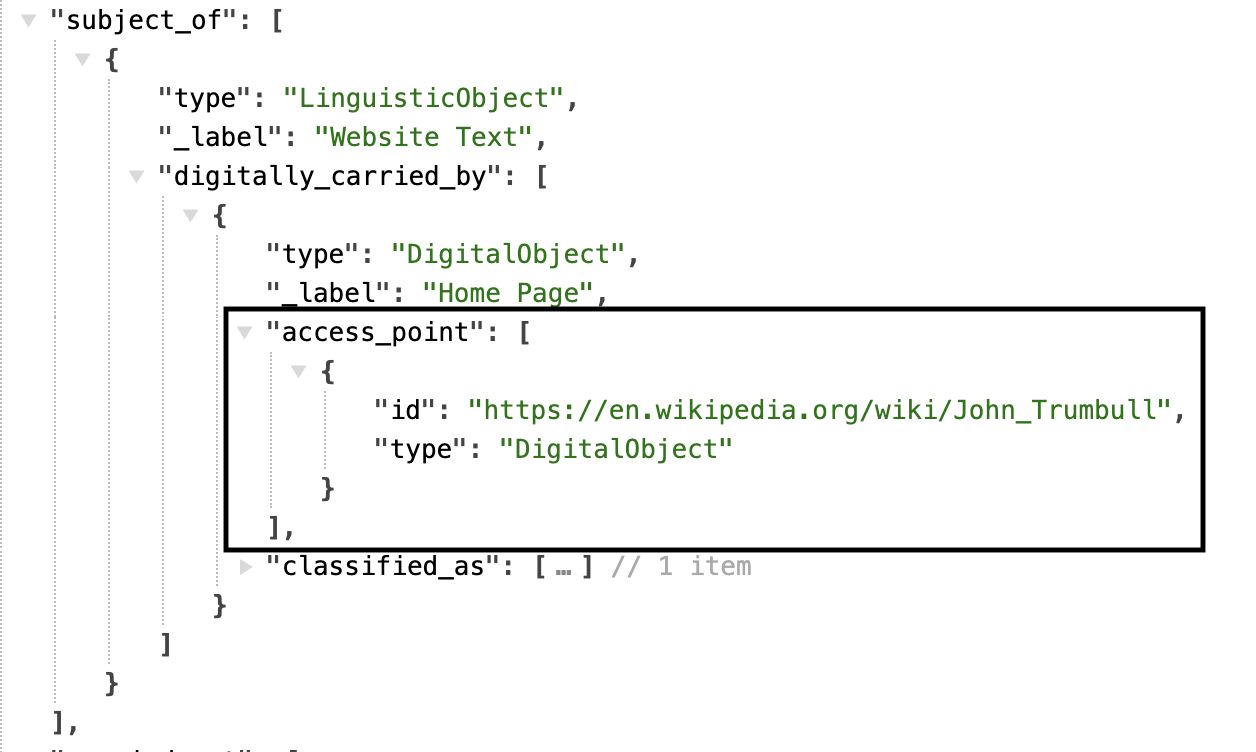 "subject_of": [
{
"type": "LinguisticObject",
"_label": "Website Text",
"digitally_carried_by": [
{
"type": "DigitalObject",
"_label": "Home Page",
"access_point": [
{
"id": "https://en.wikipedia.org/wiki/John_Trumbull",
"type": "DigitalObject"
}
],
"classified_as": [ … ] // 1 item
}
]
}
],